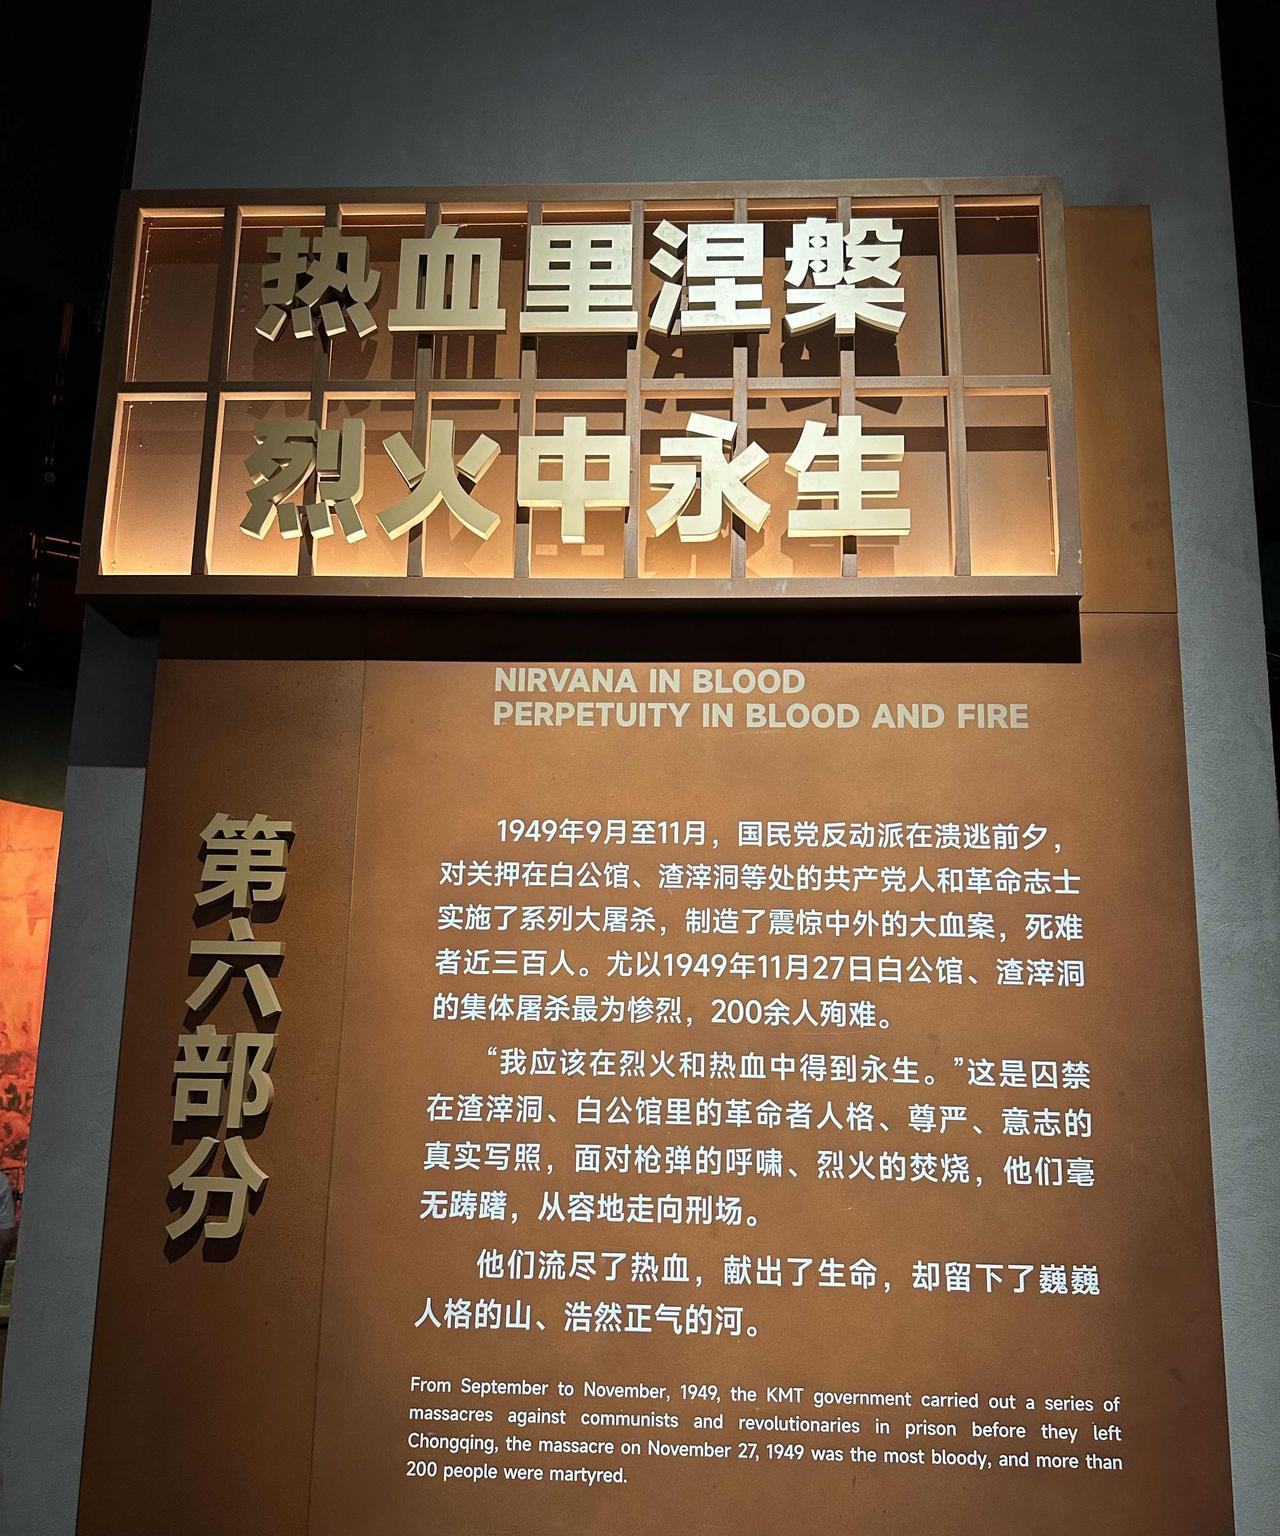 热血里涅槃
烈火中永生
NIRVANA IN BLOOD
PERPETUITY IN BLOOD AND FIRE
第六部分
1949年9月至11月，国民党反动派在溃逃前夕，
对关押在白公馆、渣滓洞等处的共产党人和革命志士
实施了系列大屠杀，制造了震惊中外的大血案，死难
者近三百人。尤以1949年11月27日白公馆、渣滓洞
的集体屠杀最为惨烈，200余人殉难。
“我应该在烈火和热血中得到永生。”这是囚禁
在渣滓洞、白公馆里的革命者人格、尊严、意志的
真实写照，面对枪弹的呼啸、烈火的焚烧，他们毫
无踌躇，从容地走向刑场。
他们流尽了热血，献出了生命，却留下了巍巍
人格的山、浩然正气的河。
From September to November, 1949, the KMT government carried out a series of
massacres against communists and revolutionaries in prison before they left
Chongqing, the massacre on November 27, 1949 was the most bloody, and more than
200 people were martyred.